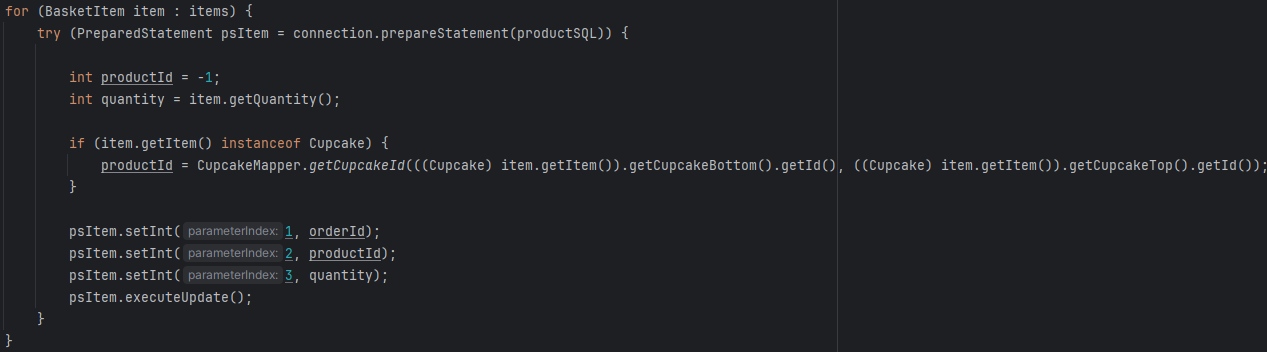 for (BasketItem item : items) {
    try (PreparedStatement psItem = connection.prepareStatement(productSQL)) {

        int productId = -1;
        int quantity = item.getQuantity();

        if (item.getItem() instanceof Cupcake) {
            productId = CupcakeMapper.getCupcakeId(((Cupcake) item.getItem()).getCupcakeBottom().getId(), ((Cupcake) item.getItem()).getCupcakeTop().getId());
        }

        psItem.setInt( parameterIndex: 1, orderId);
        psItem.setInt( parameterIndex: 2, productId);
        psItem.setInt( parameterIndex: 3, quantity);
        psItem.executeUpdate();
    }
}